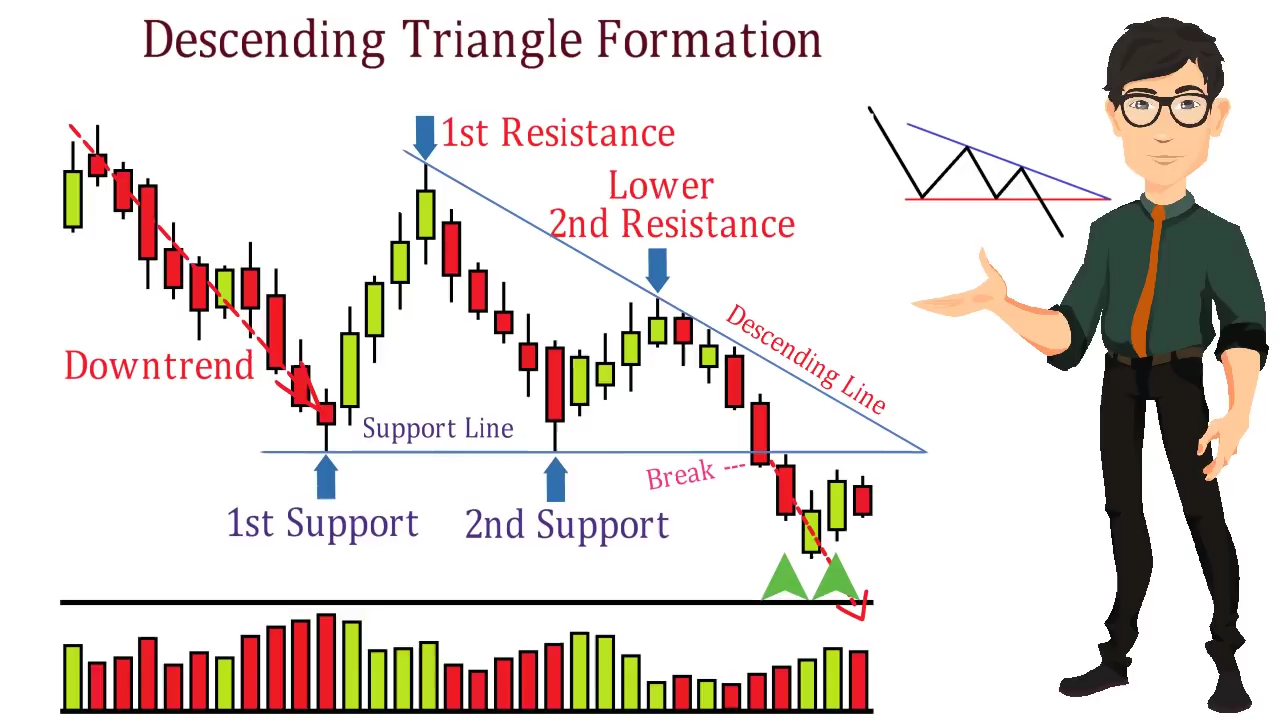 Descending Triangle Formation
1st Resistance
Lower
2nd Resistance
Descending Line
Downtrend
Support Line
Break ---
1st Support
2nd Support